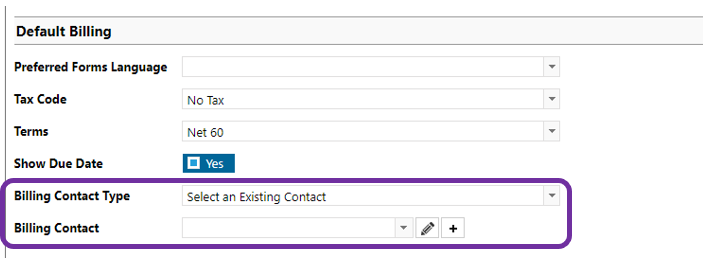 Default Billing
Preferred Forms Language
Tax Code No Tax
Terms Net 60
Show Due Date Yes
Billing Contact Type Select an Existing Contact
Billing Contact